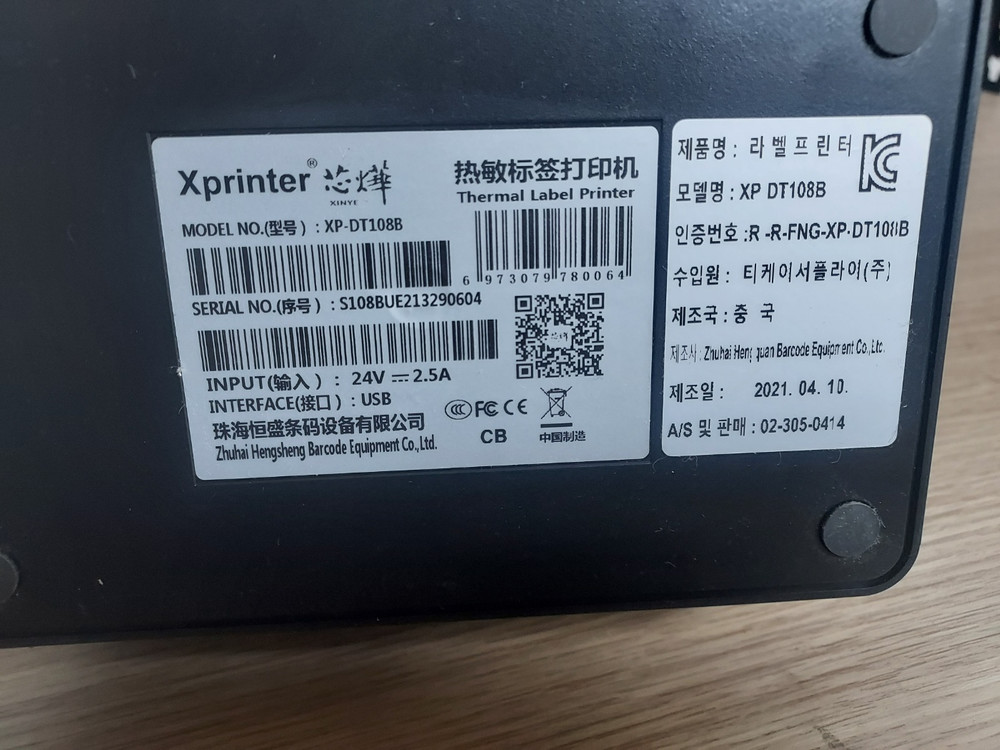 Xprinter® 芯烨
XINYE
热敏标签打印机
Thermal Label Printer
MODEL NO.(型号) : XP-DT108B
6 973079 780064
SERIAL NO.(序号) : S108BUE213290604
INPUT(输入) : 24V ⎓ 2.5A
INTERFACE(接口) : USB
珠海恒盛条码设备有限公司
Zhuhai Hengsheng Barcode Equipment Co.,Ltd.
FC CE
CB
中国制造
제품명 : 라벨프린터
모델명 : XP DT108B
인증번호 :R -R-FNG-XP-DT108B
수입원 : 티케이서플라이(주)
제조국 : 중 국
제조사 : Zhuhai Barcode Equipment Co.,Ltc.
제조일 : 2021. 04. 10.
A/S 및 판매 : 02-305-0414